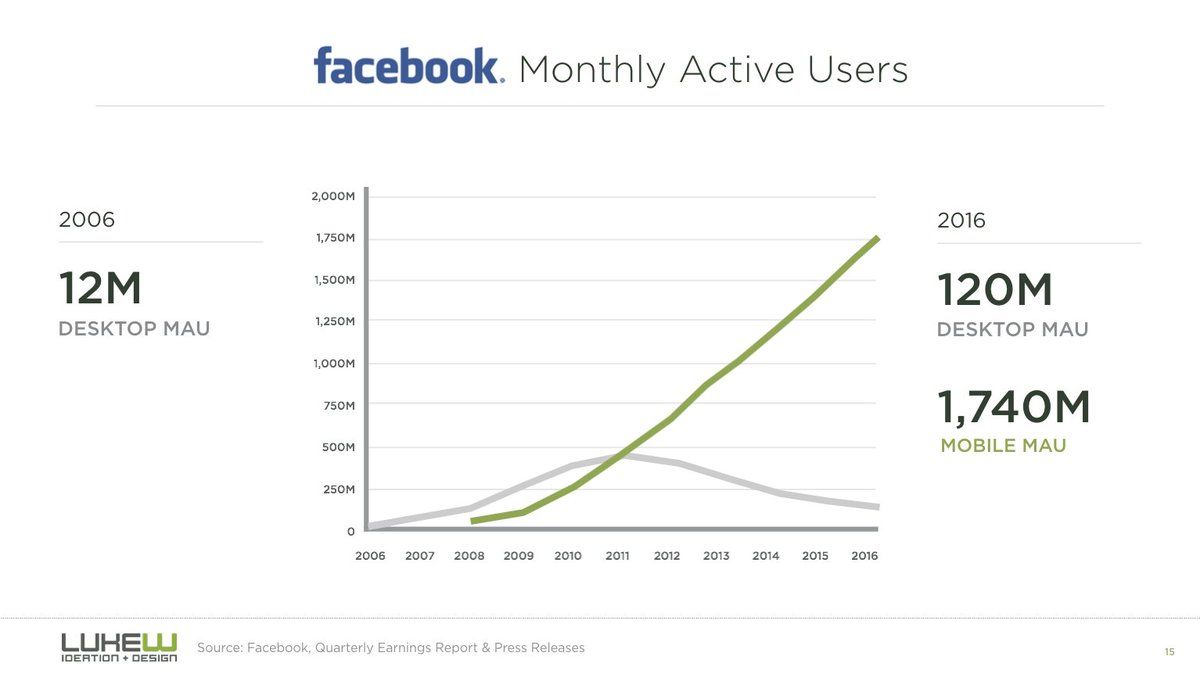 facebook. Monthly Active Users
2006
12M
DESKTOP MAU
2,000M
1,750M
1,500M
1,250M
1,000M
750M
500M
250M
0
2006 2007 2008 2009 2010 2011 2012 2013 2014 2015 2016
2016
120M
DESKTOP MAU
1,740M
MOBILE MAU
LUKEW
IDEATION + DESIGN
Source: Facebook, Quarterly Earnings Report & Press Releases
15